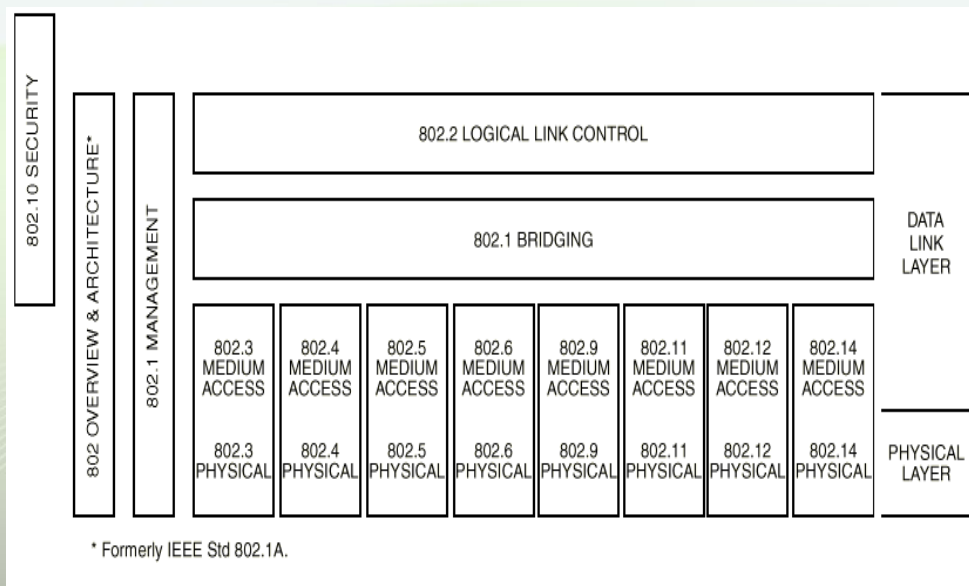 802.10 SECURITY
802 OVERVIEW & ARCHITECTURE*
802.1 MANAGEMENT
802.2 LOGICAL LINK CONTROL
802.1 BRIDGING
DATA
LINK
LAYER
802.3
MEDIUM
ACCESS
802.3
PHYSICAL
802.4
MEDIUM
ACCESS
802.4
PHYSICAL
802.5
MEDIUM
ACCESS
802.5
PHYSICAL
802.6
MEDIUM
ACCESS
802.6
PHYSICAL
802.9
MEDIUM
ACCESS
802.9
PHYSICAL
802.11
MEDIUM
ACCESS
802.11
PHYSICAL
802.12
MEDIUM
ACCESS
802.12
PHYSICAL
802.14
MEDIUM
ACCESS
802.14
PHYSICAL
PHYSICAL
LAYER
* Formerly IEEE Std 802.1A.